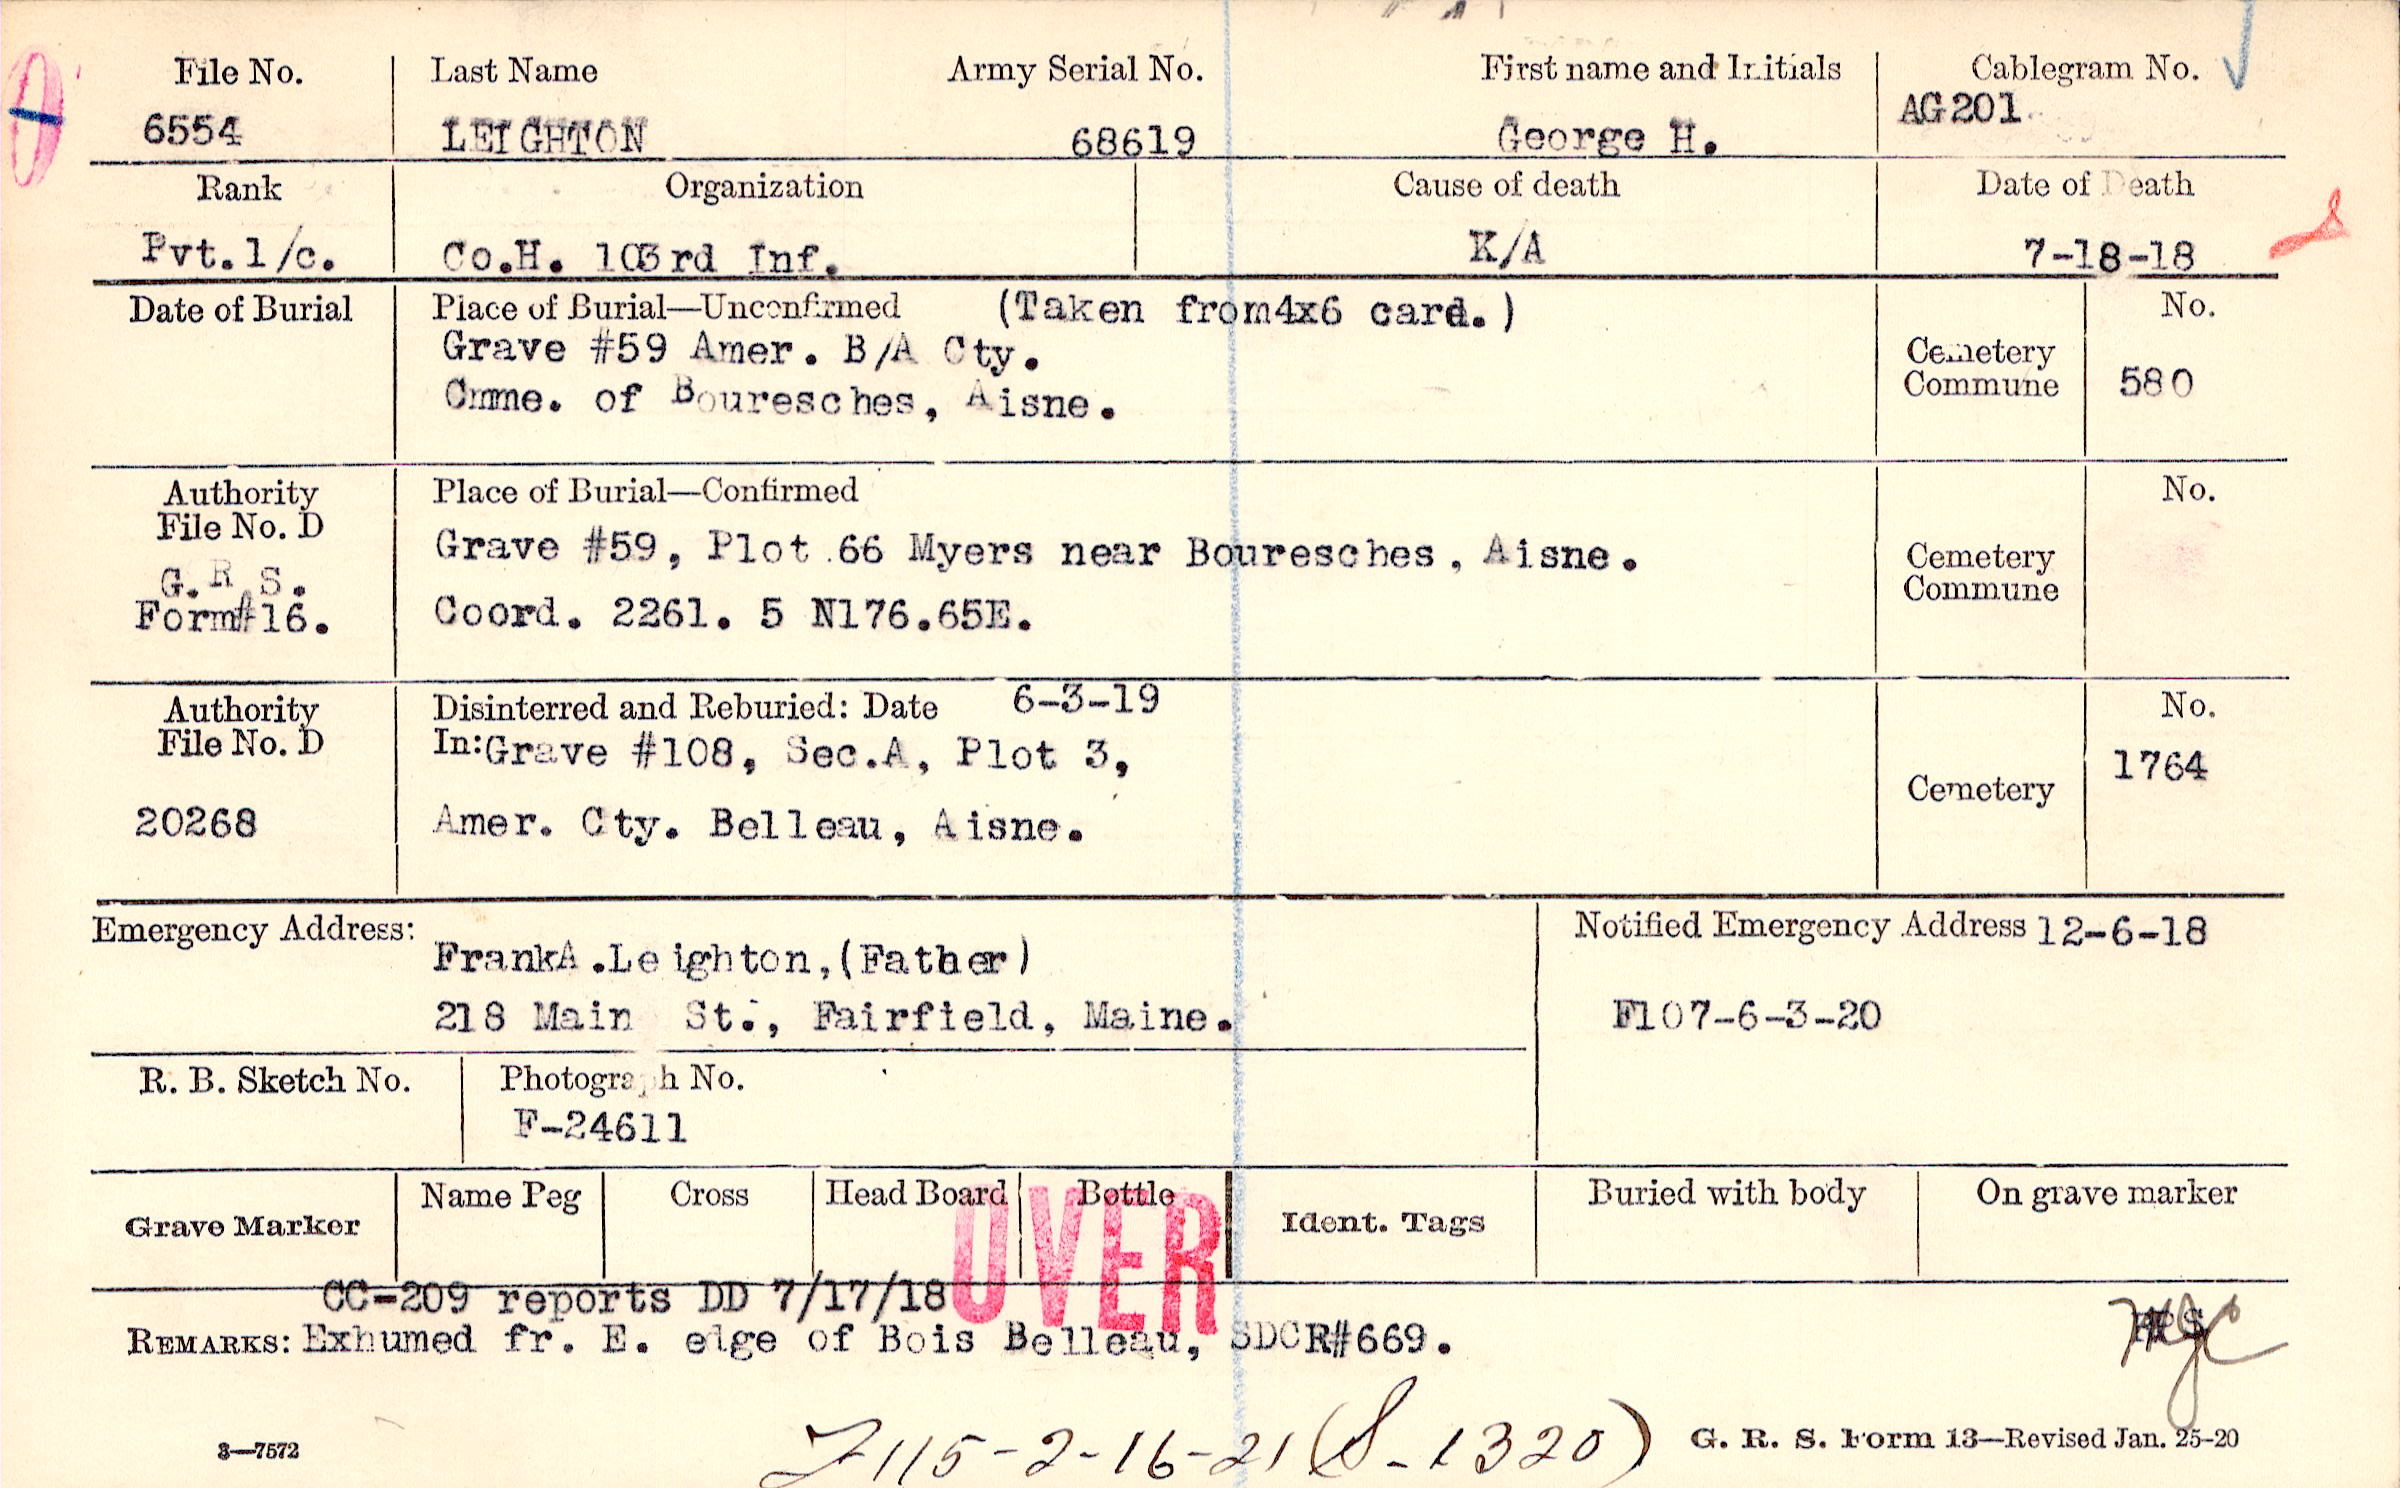 File No. Last Name Army Serial No. First name and Initials Cablegram No.
6554 LEIGHTON 68619 George H. AG201
Rank Organization Cause of death Date of Death
Pvt.1/c. Co.H. 103rd Inf. K/A 7-18-18
Date of Burial Place of Burial—Unconfirmed (Taken from4x6 card.) No.
Grave #59 Amer. B/A Cty.
Cmme. of Bouresches, Aisne.
Cemetery
Commune 580
Authority Place of Burial—Confirmed No.
File No. D
Grave #59, Plot 66 Myers near Bouresches, Aisne.
G.R.S.
Form#16. Coord. 2261. 5 N176.65E.
Cemetery
Commune
Authority Disinterred and Reburied: Date 6-3-19 No.
File No. D In:Grave #108, Sec.A, Plot 3, 1764
Cemetery
20268 Amer. Cty. Belleau, Aisne.
Emergency Address: Notified Emergency Address 12-6-18
FrankA.Leighton,(Father)
218 Main St., Fairfield, Maine. F107-6-3-20
R. B. Sketch No. Photograph No.
F-24611
Grave Marker Name Peg Cross Head Board Bottle Ident. Tags Buried with body On grave marker
OVER
CC-209 reports DD 7/17/18
REMARKS: Exhumed fr. E. edge of Bois Belleau, SDCR#669.
F115-2-16-21 (S-1320)
3—7572 G. R. S. Form 13—Revised Jan. 25-20